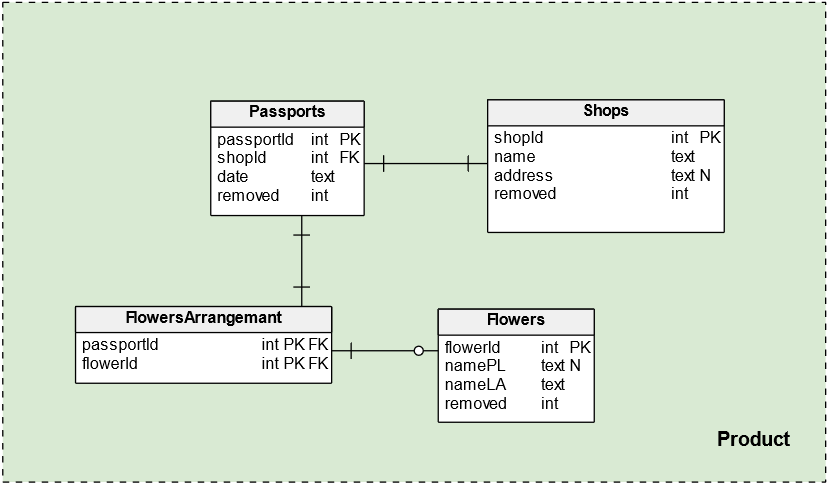 Passports
passportId int PK
shopId int FK
date text
removed int
Shops
shopId int PK
name text
address text N
removed int
FlowersArrangemant
passportId int PK FK
flowerId int PK FK
Flowers
flowerId int PK
namePL text N
nameLA text
removed int
Product